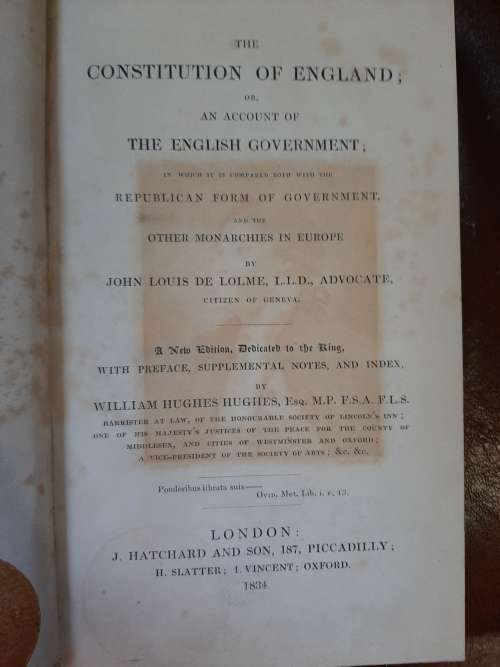 THE
CONSTITUTION OF ENGLAND;
OR,
AN ACCOUNT OF
THE ENGLISH GOVERNMENT;
IN WHICH IT IS COMPARED BOTH WITH THE
REPUBLICAN FORM OF GOVERNMENT,
AND THE
OTHER MONARCHIES IN EUROPE
BY
JOHN LOUIS DE LOLME, L.L.D., ADVOCATE,
CITIZEN OF GENEVA.
A New Edition, Dedicated to the King,
WITH PREFACE, SUPPLEMENTAL NOTES, AND INDEX,
BY
WILLIAM HUGHES HUGHES, Esq. M.P. F.S.A. F.L.S.
BARRISTER AT LAW, OF THE HONOURABLE SOCIETY OF LINCOLN'S INN;
ONE OF HIS MAJESTY'S JUSTICES OF THE PEACE FOR THE COUNTY OF
MIDDLESEX, AND CITIES OF WESTMINSTER AND OXFORD;
A VICE-PRESIDENT OF THE SOCIETY OF ARTS; &c. &c.
Ponderibus librata suis——
OVID, Met. Lib. i. v. 13.
LONDON:
J. HATCHARD AND SON, 187, PICCADILLY;
H. SLATTER; I. VINCENT; OXFORD.
1834.